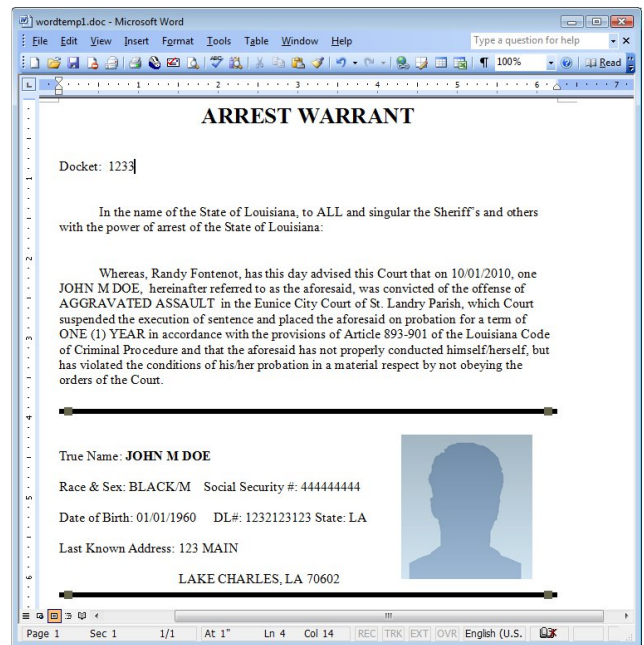 wordtemp1.doc - Microsoft Word
File Edit View Insert Format Tools Table Window Help Type a question for help
100% Read
1 2 3 4 5 6 7
ARREST WARRANT
Docket: 1233
In the name of the State of Louisiana, to ALL and singular the Sheriff's and others
with the power of arrest of the State of Louisiana:
Whereas, Randy Fontenot, has this day advised this Court that on 10/01/2010, one
JOHN M DOE, hereinafter referred to as the aforesaid, was convicted of the offense of
AGGRAVATED ASSAULT in the Eunice City Court of St. Landry Parish, which Court
suspended the execution of sentence and placed the aforesaid on probation for a term of
ONE (1) YEAR in accordance with the provisions of Article 893-901 of the Louisiana Code
of Criminal Procedure and that the aforesaid has not properly conducted himself/herself, but
has violated the conditions of his/her probation in a material respect by not obeying the
orders of the Court.
True Name: JOHN M DOE
Race & Sex: BLACK/M Social Security #: 444444444
Date of Birth: 01/01/1960 DL#: 1232123123 State: LA
Last Known Address: 123 MAIN
LAKE CHARLES, LA 70602
Page 1 Sec 1 1/1 At 1" Ln 4 Col 14 REC TRK EXT OVR English (U.S.